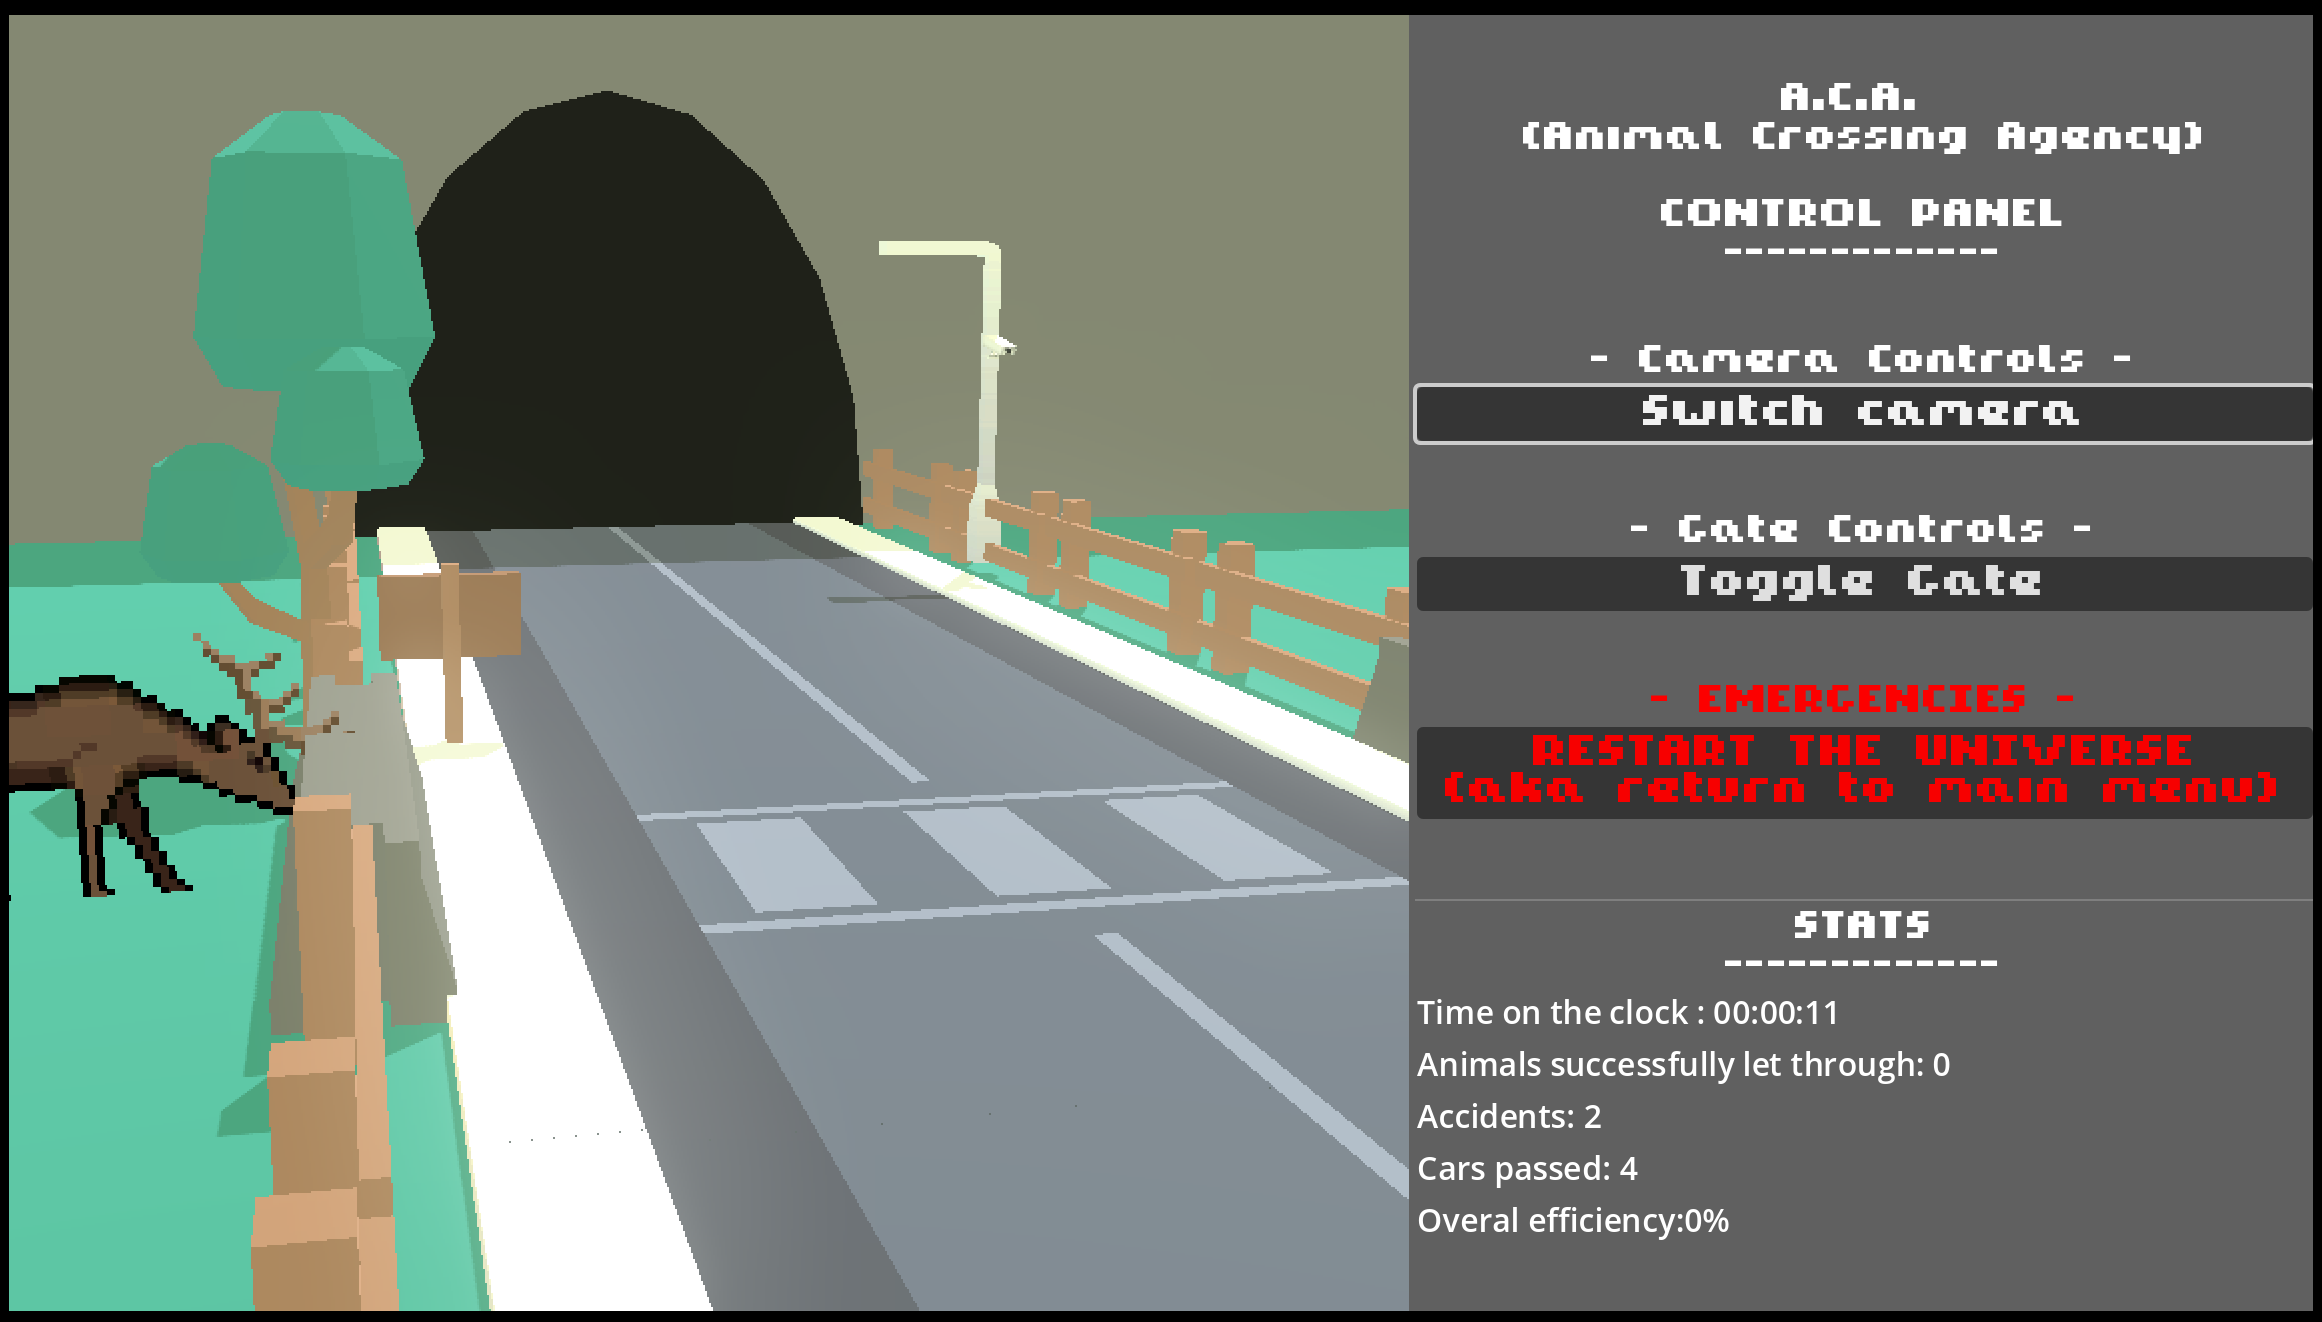 A.C.A.
(Animal Crossing Agency)
CONTROL PANEL
-------------
- Camera Controls -
Switch camera
- Gate Controls -
Toggle Gate
- EMERGENCIES -
RESTART THE UNIVERSE
(aka return to main menu)
STATS
-------------
Time on the clock : 00:00:11
Animals successfully let through: 0
Accidents: 2
Cars passed: 4
Overal efficiency:0%